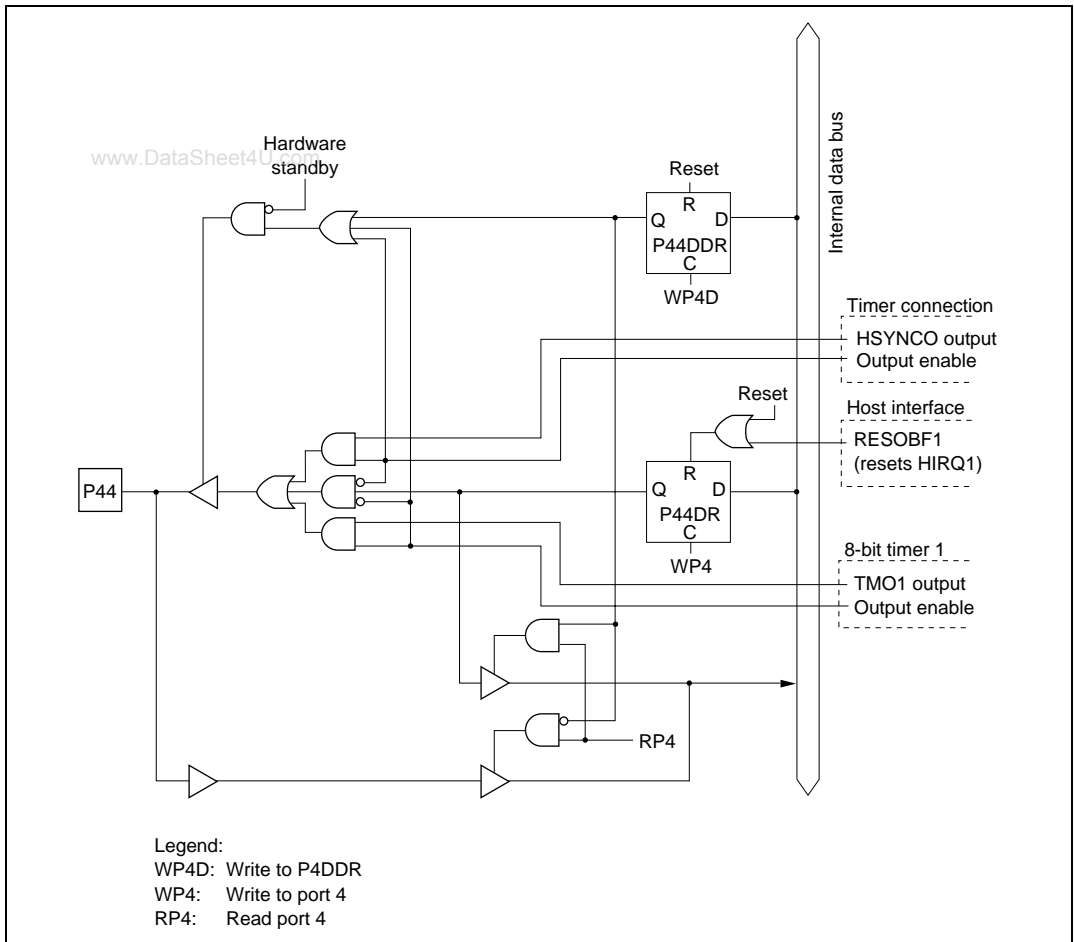 www.DataSheet4U.com
Hardware
standby
Reset
R
Q
D
P44DDR
C
WP4D
Internal data bus
Timer connection
HSYNCO output
Output enable
Reset
Host interface
RESOBF1
(resets HIRQ1)
R
Q
D
P44DR
C
WP4
P44
8-bit timer 1
TMO1 output
Output enable
RP4
Legend:
WP4D: Write to P4DDR
WP4: Write to port 4
RP4: Read port 4